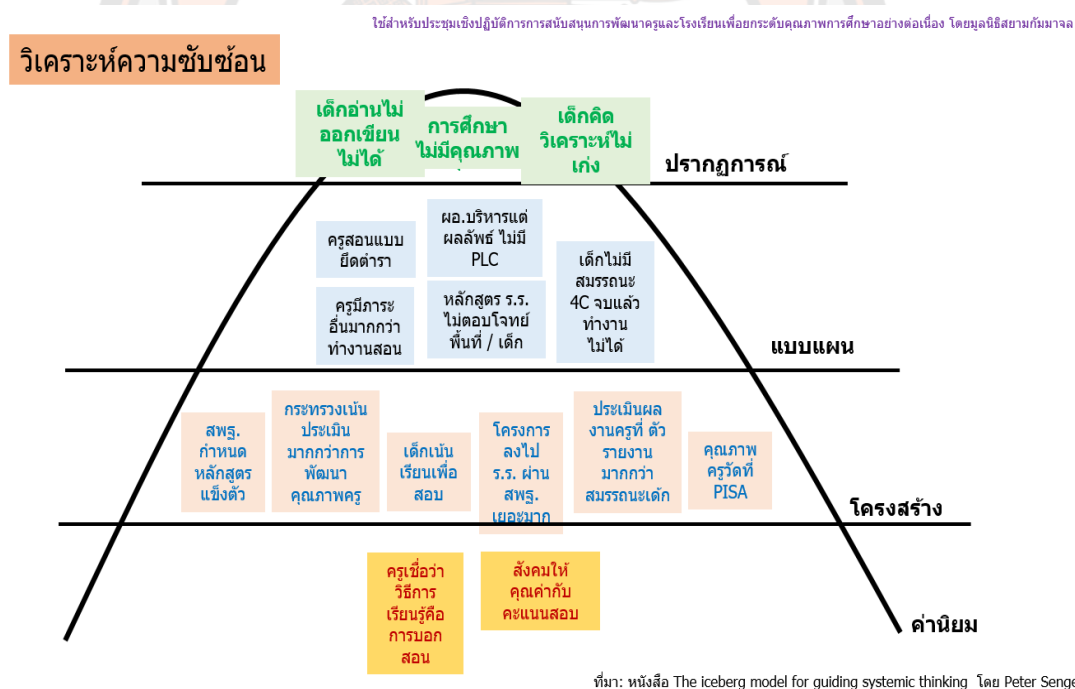 ใช้สำหรับประชุมเชิงปฏิบัติการการสนับสนุนการพัฒนาครูและโรงเรียนเพื่อยกระดับคุณภาพการศึกษาอย่างต่อเนื่อง โดยมูลนิธิสยามกัมมาจล
วิเคราะห์ความซับซ้อน
เด็กอ่านไม่
ออกเขียน
ไม่ได้
การศึกษา
ไม่มีคุณภาพ
เด็กคิด
วิเคราะห์ไม่
เก่ง
ปรากฏการณ์
ครูสอนแบบ
ยึดตำรา
ผอ.บริหารแต่
ผลลัพธ์ ไม่มี
PLC
เด็กไม่มี
สมรรถนะ
4C จบแล้ว
ทำงาน
ไม่ได้
ครูมีภาระ
อื่นมากกว่า
ทำงานสอน
หลักสูตร ร.ร.
ไม่ตอบโจทย์
พื้นที่ / เด็ก
แบบแผน
สพฐ.
กำหนด
หลักสูตร
แข็งตัว
กระทรวงเน้น
ประเมิน
มากกว่าการ
พัฒนา
คุณภาพครู
เด็กเน้น
เรียนเพื่อ
สอบ
โครงการ
ลงไป
ร.ร. ผ่าน
สพฐ.
เยอะมาก
ประเมินผล
งานครูที่ ตัว
รายงาน
มากกว่า
สมรรถนะเด้ก
คุณภาพ
ครูวัดที่
PISA
โครงสร้าง
ครูเชื่อว่า
วิธีการ
เรียนรู้คือ
การบอก
สอน
สังคมให้
คุณค่ากับ
คะแนนสอบ
ค่านิยม
ที่มา: หนังสือ The iceberg model for guiding systemic thinking โดย Peter Senge